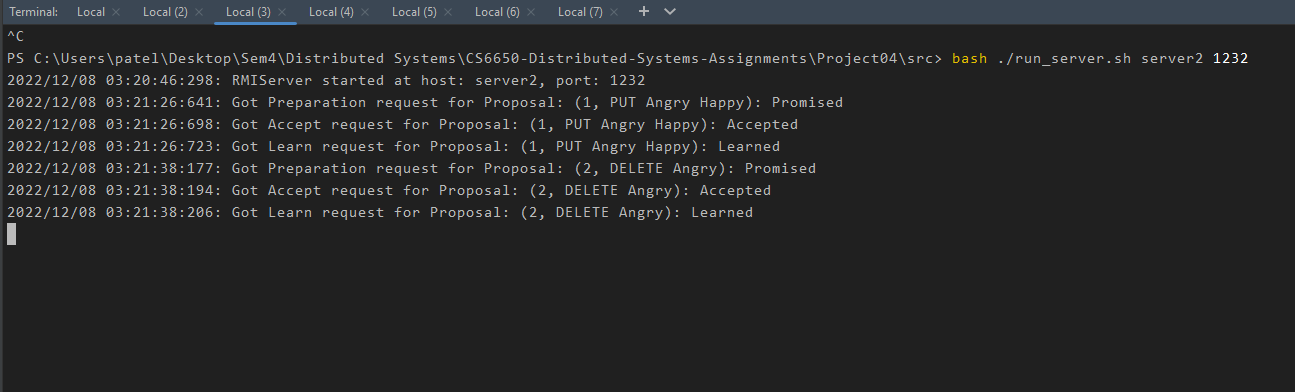 Terminal: Local × Local (2) × Local (3) × Local (4) × Local (5) × Local (6) × Local (7) × +
^C
PS C:\Users\patel\Desktop\Sem4\Distributed Systems\CS6650-Distributed-Systems-Assignments\Project04\src> bash ./run_server.sh server2 1232
2022/12/08 03:20:46:298: RMIServer started at host: server2, port: 1232
2022/12/08 03:21:26:641: Got Preparation request for Proposal: (1, PUT Angry Happy): Promised
2022/12/08 03:21:26:698: Got Accept request for Proposal: (1, PUT Angry Happy): Accepted
2022/12/08 03:21:26:723: Got Learn request for Proposal: (1, PUT Angry Happy): Learned
2022/12/08 03:21:38:177: Got Preparation request for Proposal: (2, DELETE Angry): Promised
2022/12/08 03:21:38:194: Got Accept request for Proposal: (2, DELETE Angry): Accepted
2022/12/08 03:21:38:206: Got Learn request for Proposal: (2, DELETE Angry): Learned